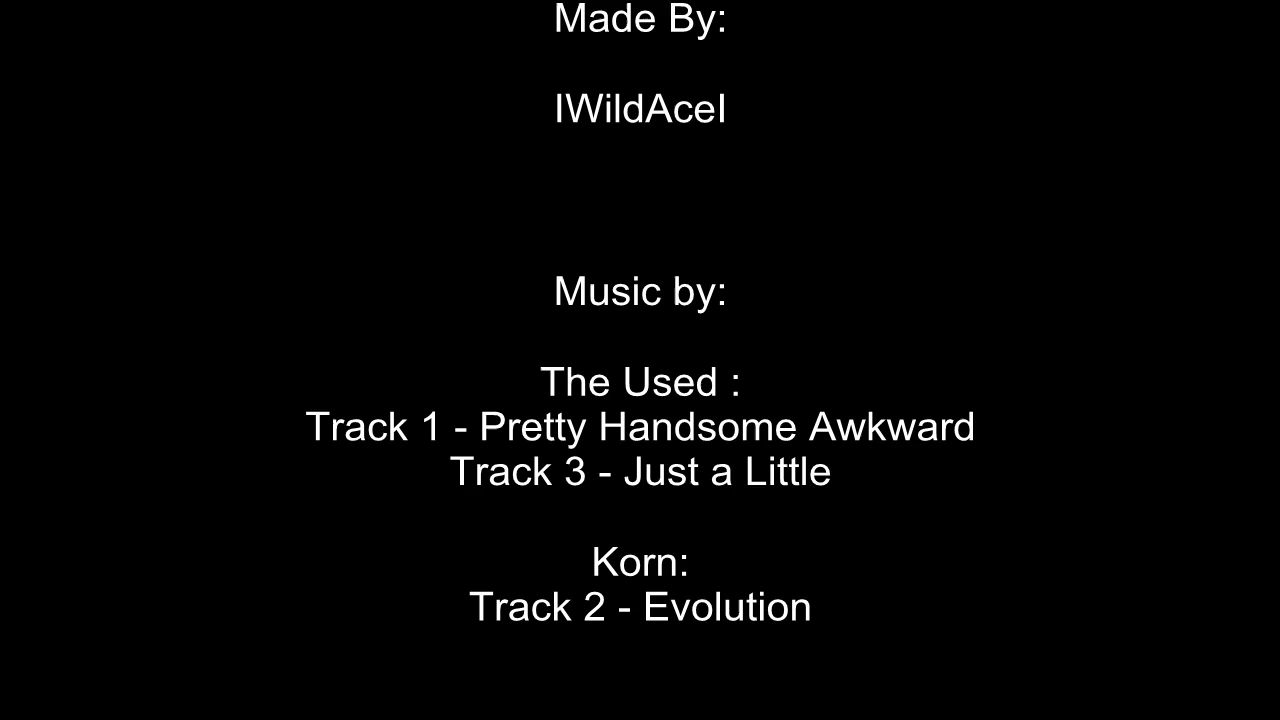 Made By:
IWildAceI
Music by:
The Used :
Track 1 - Pretty Handsome Awkward
Track 3 - Just a Little
Korn:
Track 2 - Evolution